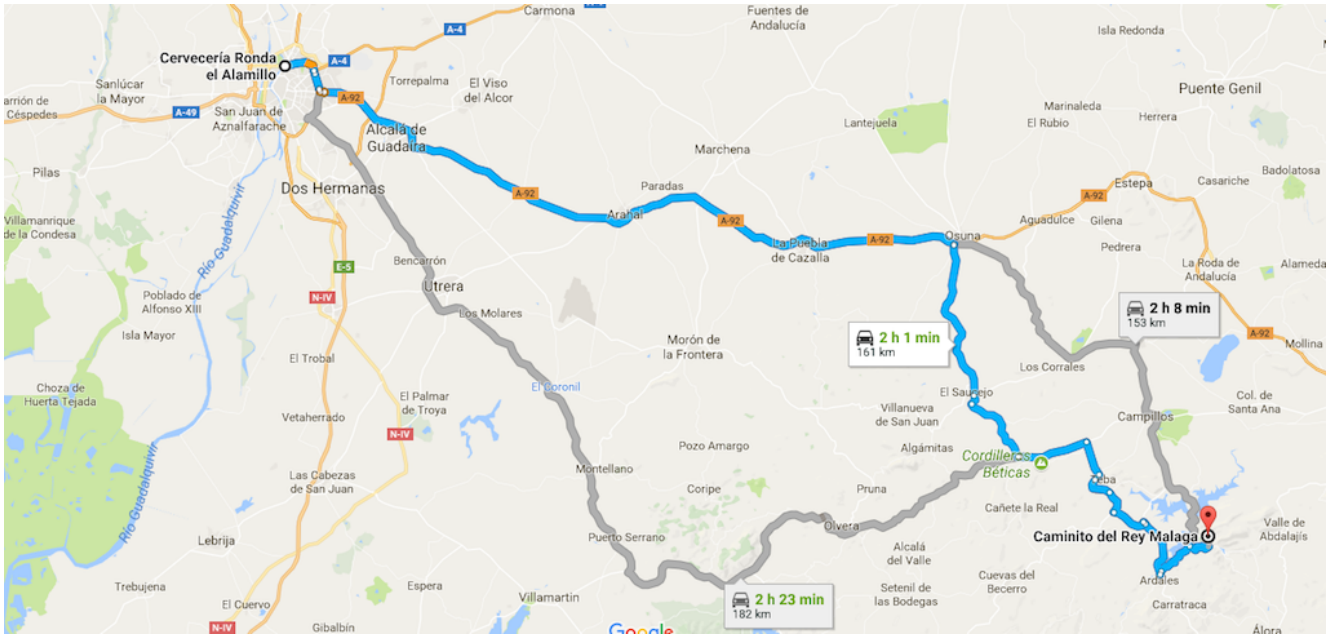 A-4
Carmona
Fuentes de
Andalucía
Isla Redonda
Cervecería Ronda
el Alamillo
A-4
Torrepalma
El Viso
del Alcor
Sanlúcar
la Mayor
A-49
San Juan de
Aznalfarache
A-92
Alcalá de
Guadaira
Lantejuela
Marinaleda
El Rubio
Herrera
Puente Genil
arrión de
Céspedes
Marchena
Pilas
Dos Hermanas
A-92
Paradas
Arahal
A-92
La Puebla
de Cazalla
A-92
Osuna
Aguadulce
A-92
Estepa
Gilena
Casariche
Badolatosa
Pedrera
La Roda de
Andalucía
Alameda
Villamanrique
de la Condesa
Río Guadalquivir
E-5
N-IV
Bencarrón
Utrera
Los Molares
Poblado de
Alfonso XIII
Isla Mayor
2 h 8 min
153 km
A-92
Mollina
2 h 1 min
161 km
Morón de
la Frontera
El Trobal
Los Corrales
El Coronil
Choza de
Huerta Tejada
El Palmar
de Troya
El Saucejo
Villanueva
de San Juan
Campillos
Col. de
Santa Ana
Vetaherrado
N-IV
Algámitas
Pozo Amargo
Cordilleras
Béticas
Las Cabezas
de San Juan
Montellano
Coripe
Pruna
Teba
Cañete la Real
Río Guadalquivir
Lebrija
Puerto Serrano
Olvera
Caminito del Rey Malaga
Valle de
Abdalajís
Alcalá
del Valle
Trebujena
Espera
Setenil de
las Bodegas
Cuevas del
Becerro
Ardales
Carratraca
El Cuervo
Villamartín
2 h 23 min
182 km
N-IV
Gibalbín
Google
Álora